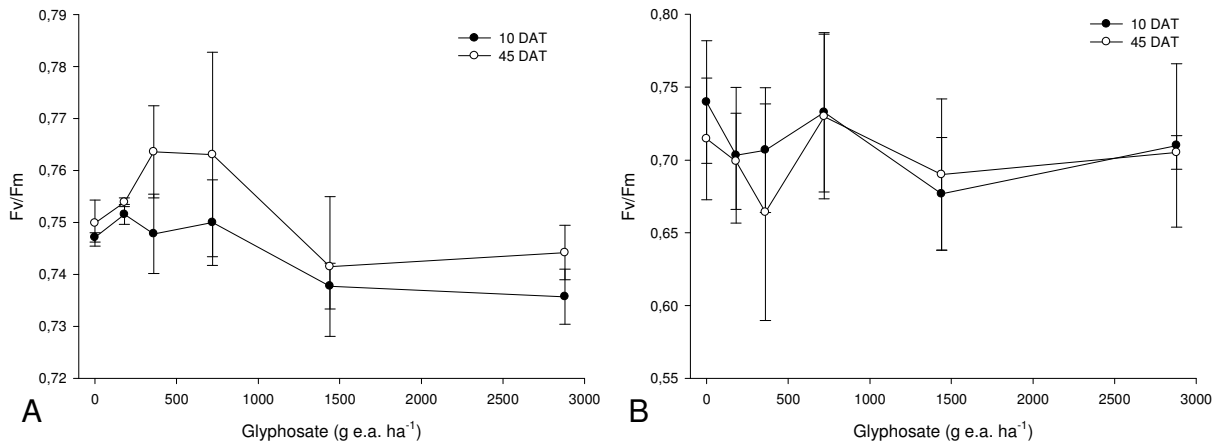 0,79
0,78
0,77
0,76
0,75
0,74
0,73
0,72
Fv/Fm
10 DAT
45 DAT
0 500 1000 1500 2000 2500 3000
Glyphosate (g e.a. ha⁻¹)
A
0,80
0,75
0,70
0,65
0,60
0,55
Fv/Fm
10 DAT
45 DAT
0 500 1000 1500 2000 2500 3000
Glyphosate (g e.a. ha⁻¹)
B